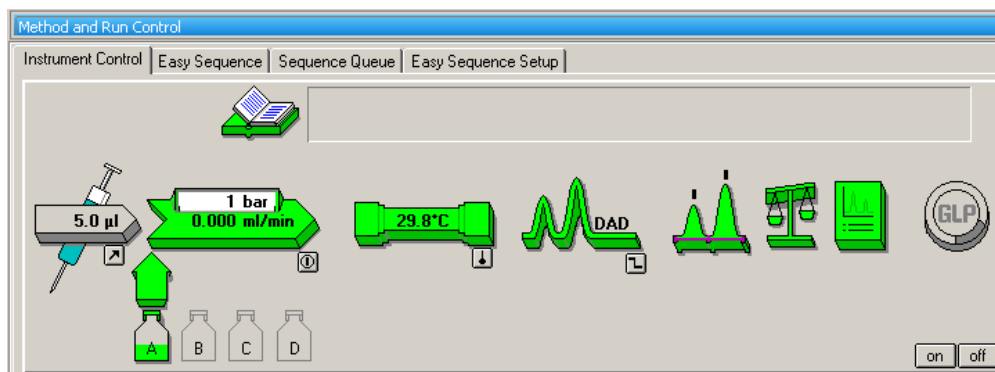 Method and Run Control
Instrument Control Easy Sequence Sequence Queue Easy Sequence Setup
1 bar
5.0 µl 0.000 ml/min 29.8°C DAD GLP
A B C D
on off